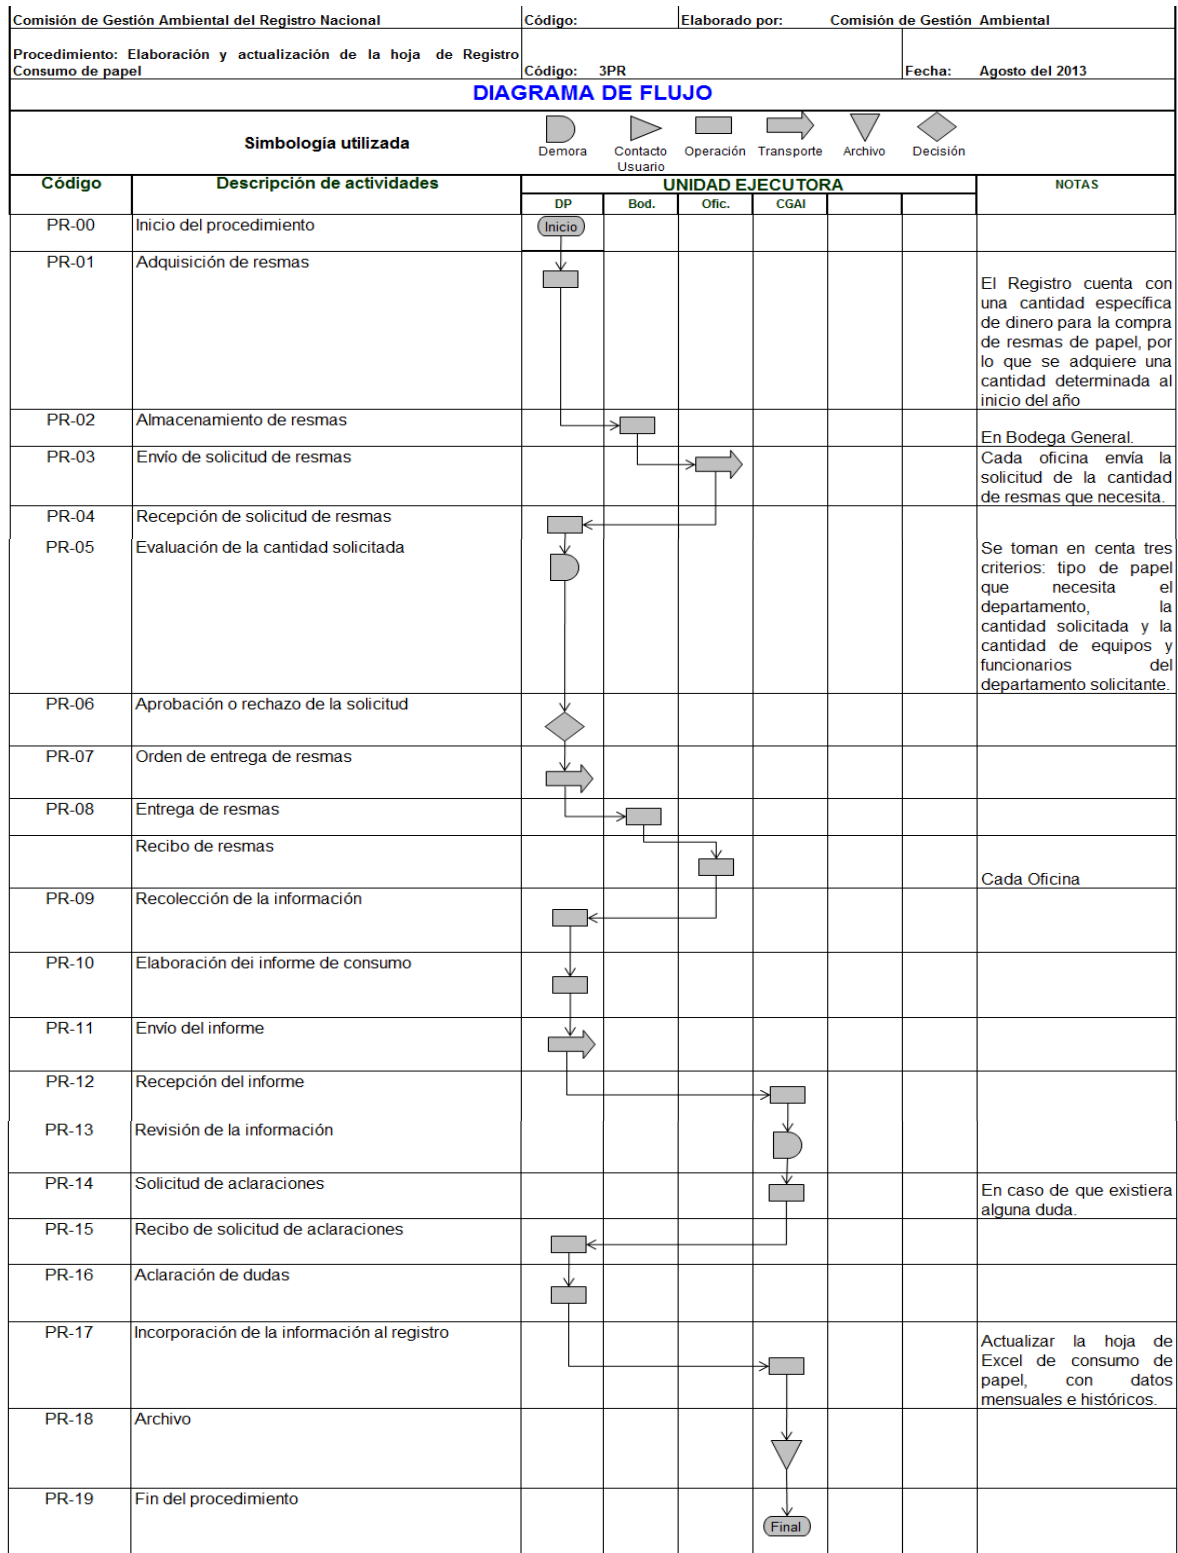 Comisión de Gestión Ambiental del Registro Nacional Código: Elaborado por: Comisión de Gestión Ambiental
Procedimiento: Elaboración y actualización de la hoja de Registro
Consumo de papel Código: 3PR Fecha: Agosto del 2013
DIAGRAMA DE FLUJO
Simbología utilizada
Demora Contacto Operación Transporte Archivo Decisión
Usuario
Código Descripción de actividades UNIDAD EJECUTORA NOTAS
DP Bod. Ofic. CGAI
PR-00 Inicio del procedimiento Inicio
PR-01 Adquisición de resmas
El Registro cuenta con
una cantidad específica
de dinero para la compra
de resmas de papel, por
lo que se adquiere una
cantidad determinada al
inicio del año
PR-02 Almacenamiento de resmas
En Bodega General.
PR-03 Envío de solicitud de resmas Cada oficina envía la
solicitud de la cantidad
de resmas que necesita.
PR-04 Recepción de solicitud de resmas
PR-05 Evaluación de la cantidad solicitada Se toman en centa tres
criterios: tipo de papel
que necesita el
departamento, la
cantidad solicitada y la
cantidad de equipos y
funcionarios del
departamento solicitante.
PR-06 Aprobación o rechazo de la solicitud
PR-07 Orden de entrega de resmas
PR-08 Entrega de resmas
Recibo de resmas
Cada Oficina
PR-09 Recolección de la información
PR-10 Elaboración dei informe de consumo
PR-11 Envío del informe
PR-12 Recepción del informe
PR-13 Revisión de la información
PR-14 Solicitud de aclaraciones En caso de que existiera
alguna duda.
PR-15 Recibo de solicitud de aclaraciones
PR-16 Aclaración de dudas
PR-17 Incorporación de la información al registro
Actualizar la hoja de
Excel de consumo de
papel, con datos
mensuales e históricos.
PR-18 Archivo
PR-19 Fin del procedimiento
Final